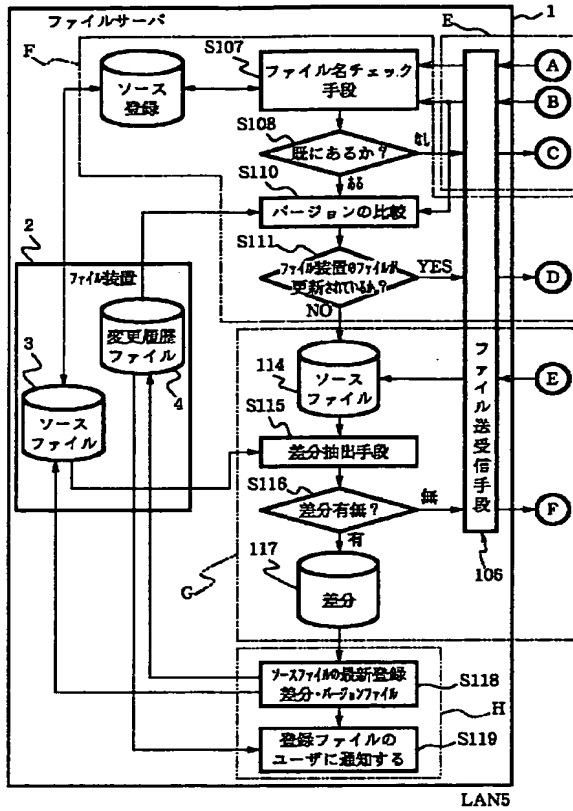 ファイルサーバ
1
E
F
S107
ファイル名チェック
手段
ソース
登録
A
B
S108
既にあるか?
なし
C
S110
ある
バージョンの比較
2
S111
ファイル装置のファイルが
更新されているか?
YES
D
ファイル装置
NO
変更履歴
ファイル
4
3
ソース
ファイル
114
ソース
ファイル
E
ファイル送受信手段
S115
差分抽出手段
S116
差分有無?
無
F
有
117
差分
G
106
ソースファイルの最新登録
差分・バージョンファイル
S118
H
登録ファイルの
ユーザに通知する
S119
LAN5